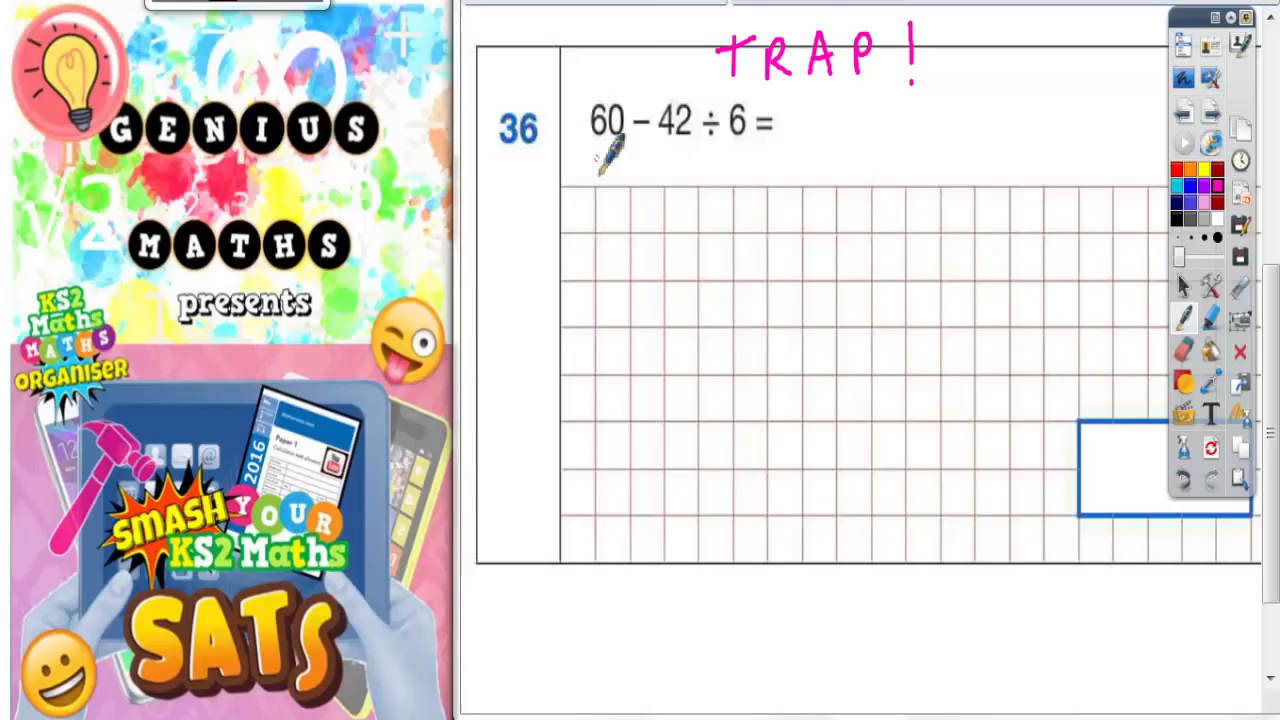 GENIUS
MATHS
presents
KS2
Maths
MATHS
ORGANISER
2016
Paper 1
SMASH YOUR
KS2 Maths
SATS
TRAP!
36
60 – 42 ÷ 6 =